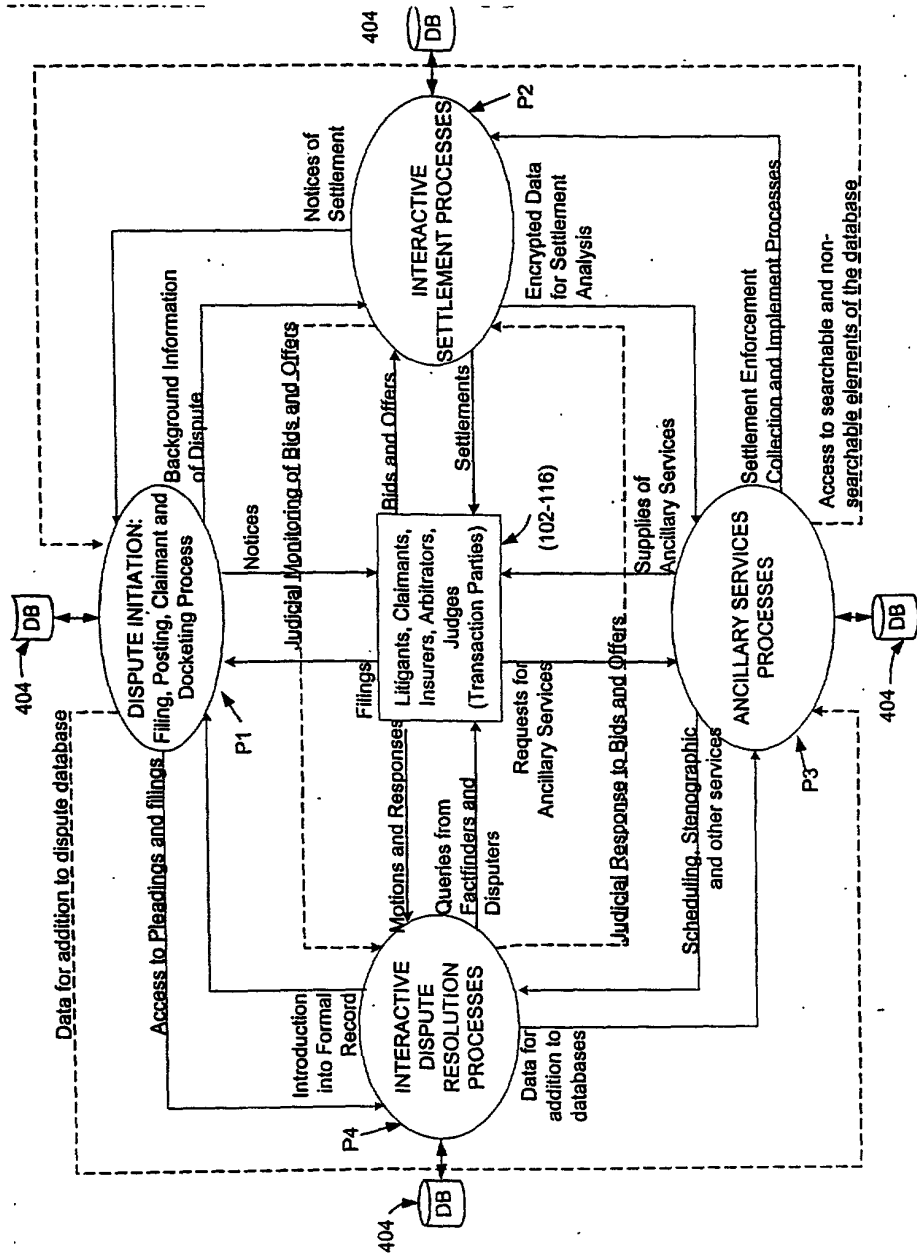 404
DB
Data for addition to dispute database
Access to Pleadings and filings
DISPUTE INITIATION:
Filing, Posting, Claimant and
Docketing Process
P1
Background Information
of Dispute
Notices of
Settlement
Introduction
into Formal
Record
Filings
Notices
Judicial Monitoring of Bids and Offers
404
DB
P4
INTERACTIVE
DISPUTE
RESOLUTION
PROCESSES
Motions and Responses
Queries from
Factfinders and
Disputers
Litigants, Claimants,
Insurers, Arbitrators,
Judges
(Transaction Parties)
(102-116)
Bids and Offers
Settlements
INTERACTIVE
SETTLEMENT PROCESSES
P2
404
DB
Data for
addition to
databases
Requests for
Ancillary Services
Judicial Response to Bids and Offers
Supplies of
Ancillary Services
Encrypted Data
for Settlement
Analysis
Scheduling, Stenographic
and other services
P3
ANCILLARY SERVICES
PROCESSES
Settlement Enforcement
Collection and Implement Processes
Access to searchable and non-
searchable elements of the database
404
DB